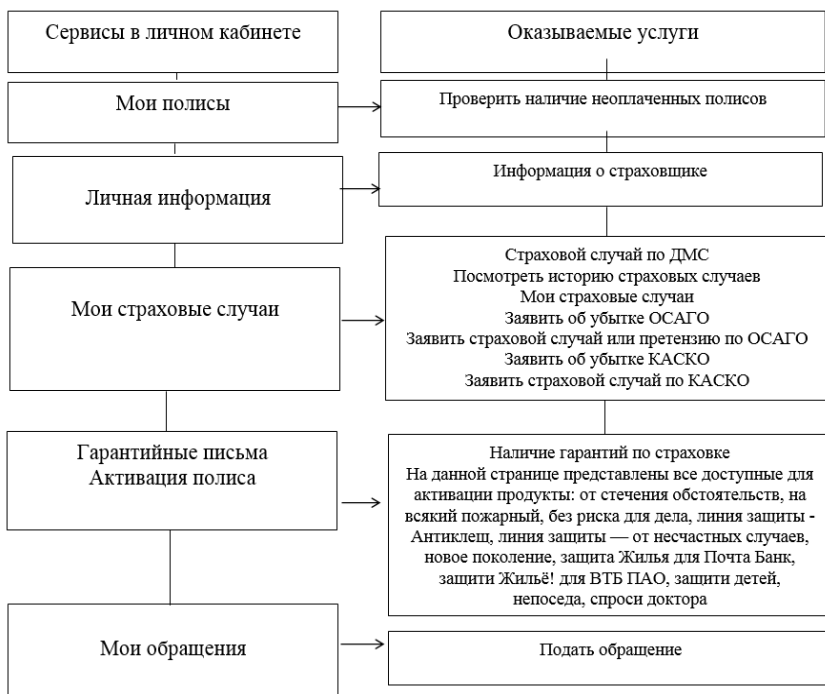 Сервисы в личном кабинете
Оказываемые услуги
Мои полисы
Проверить наличие неоплаченных полисов
Личная информация
Информация о страховщике
Мои страховые случаи
Страховой случай по ДМС
Посмотреть историю страховых случаев
Мои страховые случаи
Заявить об убытке ОСАГО
Заявить страховой случай или претензию по ОСАГО
Заявить об убытке КАСКО
Заявить страховой случай по КАСКО
Гарантийные письма
Активация полиса
Наличие гарантий по страховке
На данной странице представлены все доступные для
активации продукты: от стечения обстоятельств, на
всякий пожарный, без риска для дела, линия защиты -
Антиклещ, линия защиты — от несчастных случаев,
новое поколение, защита Жилья для Почта Банк,
защити Жильё! для ВТБ ПАО, защити детей,
непоседа, спроси доктора
Мои обращения
Подать обращение